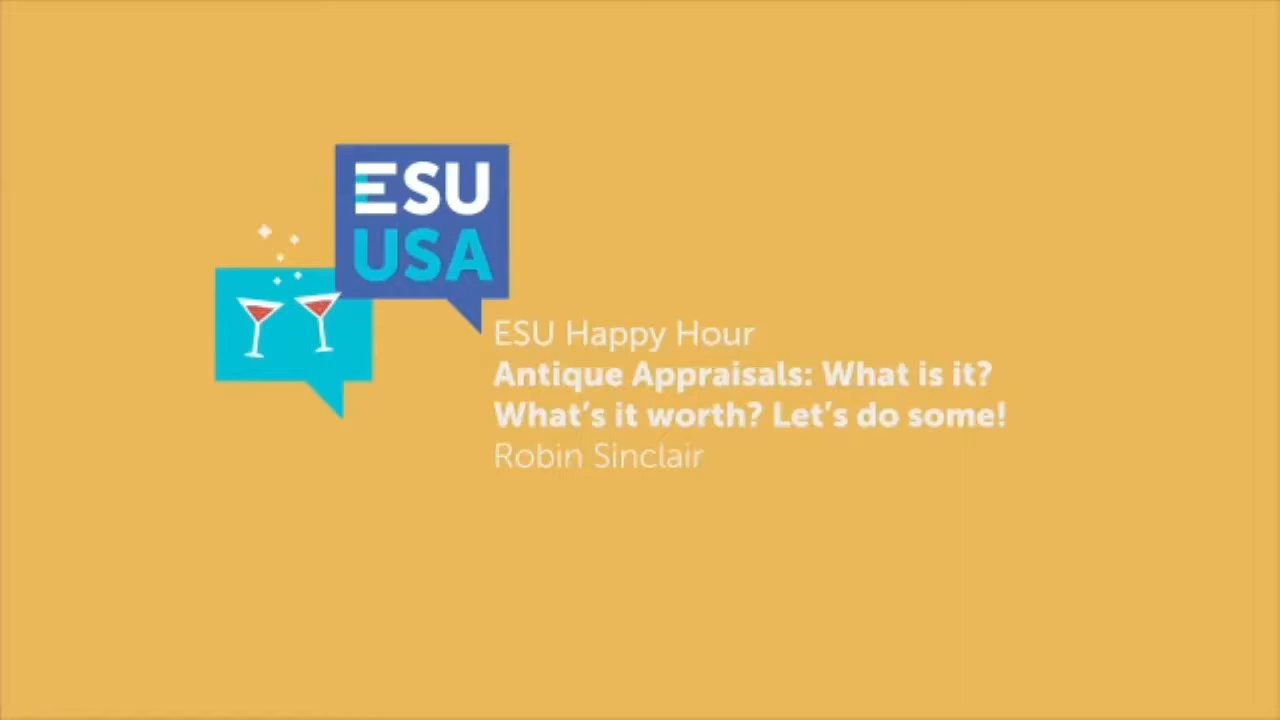 ESU
USA
ESU Happy Hour
Antique Appraisals: What is it?
What’s it worth? Let’s do some!
Robin Sinclair